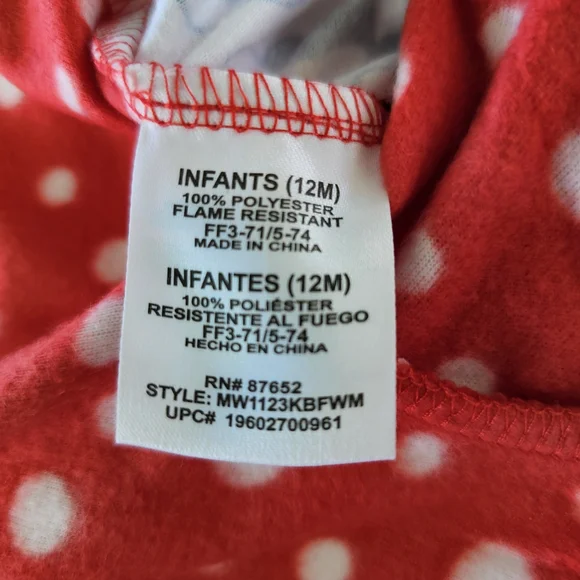 INFANTS (12M)
100% POLYESTER
FLAME RESISTANT
FF3-71/5-74
MADE IN CHINA
INFANTES (12M)
100% POLIÉSTER
RESISTENTE AL FUEGO
FF3-71/5-74
HECHO EN CHINA
RN# 87652
STYLE: MW1123KBFWM
UPC# 19602700961